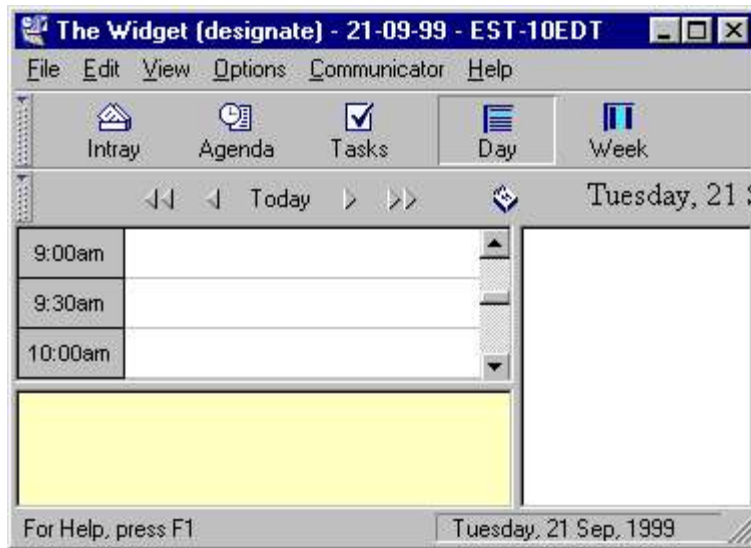 The Widget (designate) - 21-09-99 - EST-10EDT
File Edit View Options Communicator Help
Intray Agenda Tasks Day Week
Today Tuesday, 21
9:00am
9:30am
10:00am
For Help, press F1 Tuesday, 21 Sep, 1999